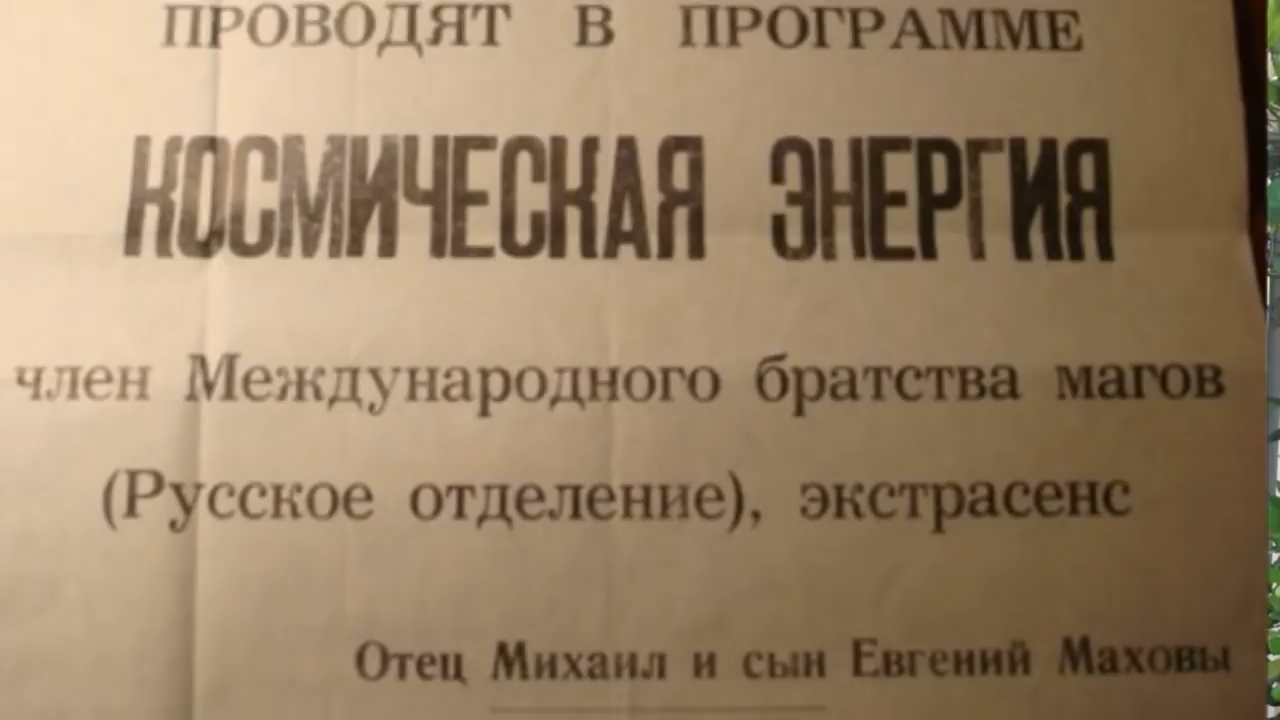 ПРОВОДЯТ В ПРОГРАММЕ
КОСМИЧЕСКАЯ ЭНЕРГИЯ
член Международного братства магов
(Русское отделение), экстрасенс
Отец Михаил и сын Евгений Маховы